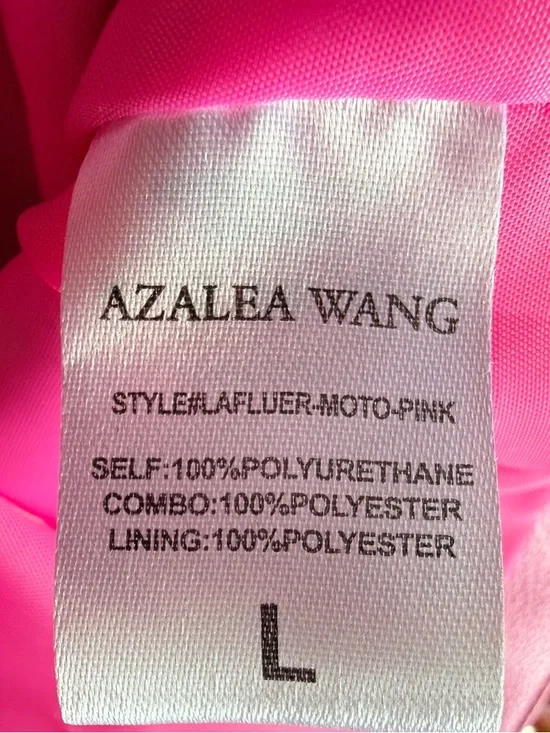 AZALEA WANG
STYLE#LAFLUER-MOTO-PINK
SELF:100%POLYURETHANE
COMBO:100%POLYESTER
LINING:100%POLYESTER
L